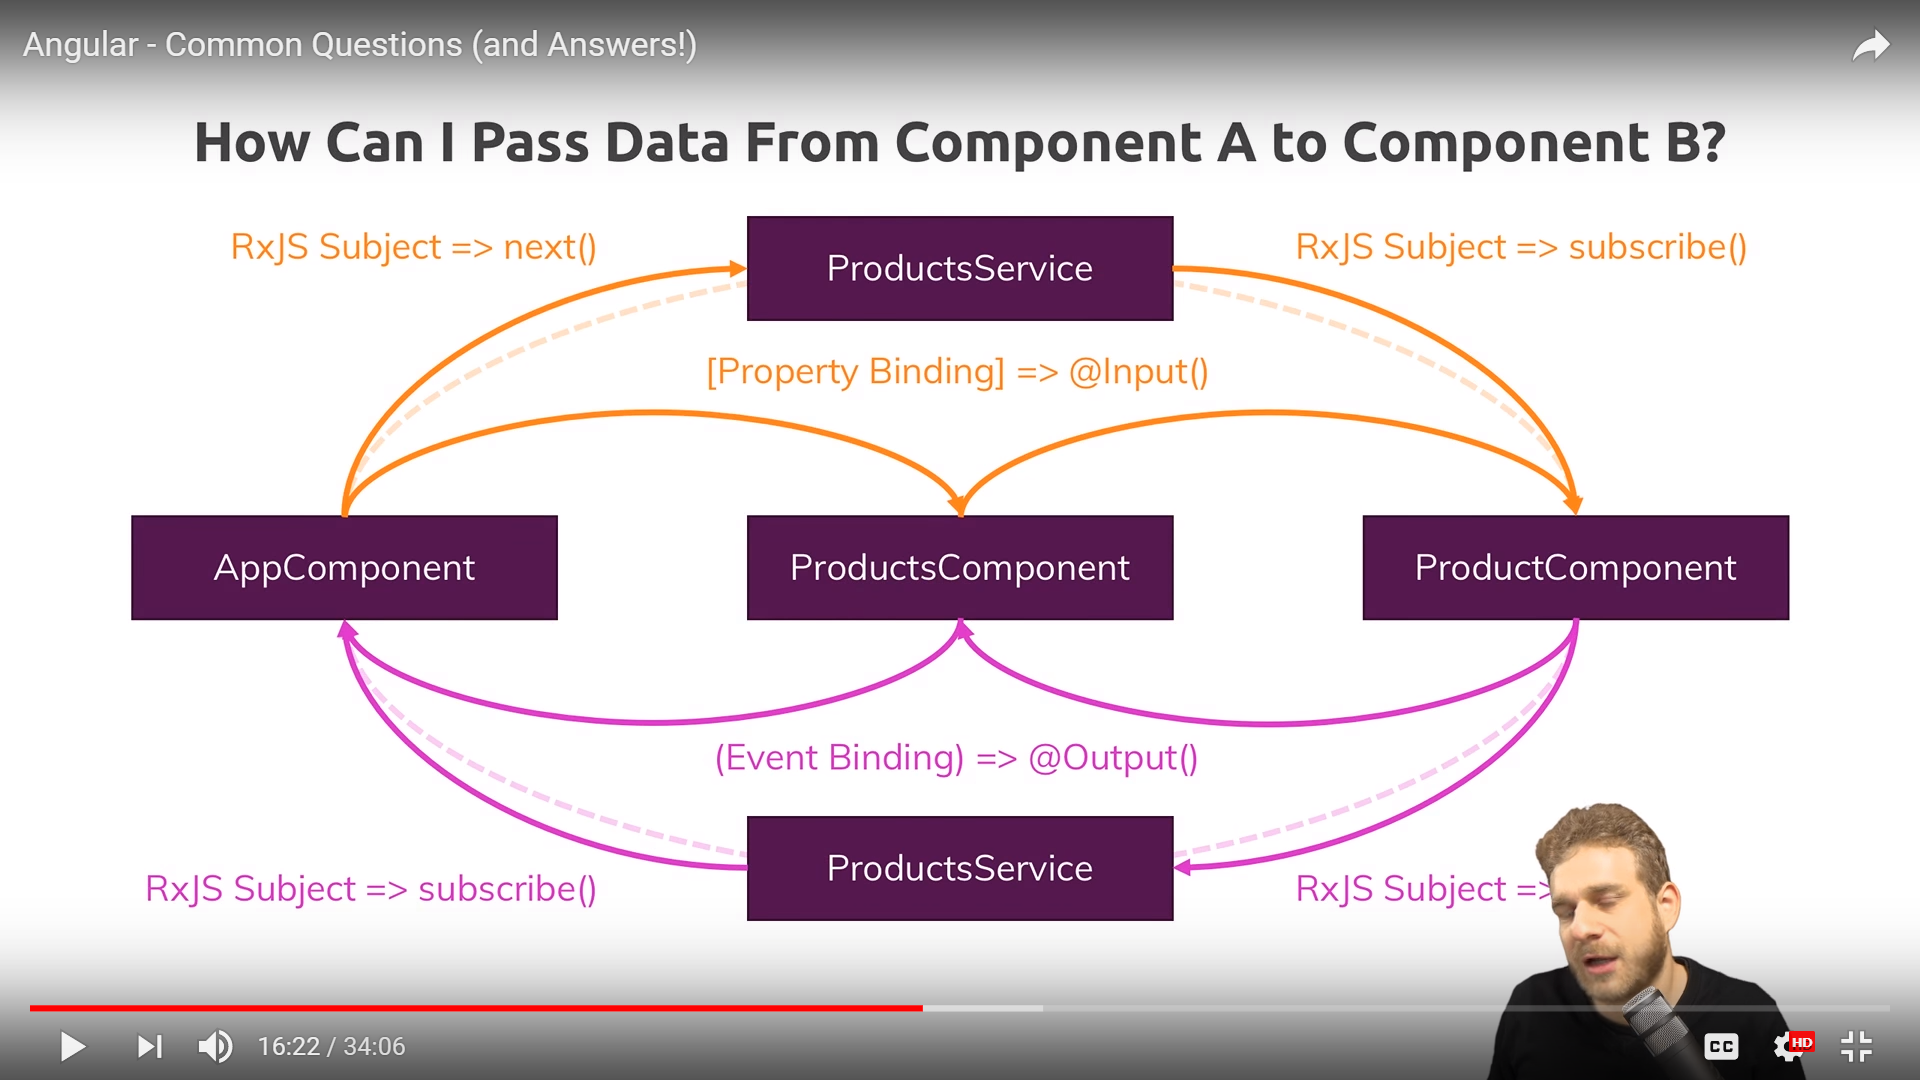 Angular - Common Questions (and Answers!)
How Can I Pass Data From Component A to Component B?
RxJS Subject => next()
ProductsService
RxJS Subject => subscribe()
[Property Binding] => @Input()
AppComponent
ProductsComponent
ProductComponent
(Event Binding) => @Output()
ProductsService
RxJS Subject => subscribe()
RxJS Subject =>
16:22 / 34:06
CC
HD